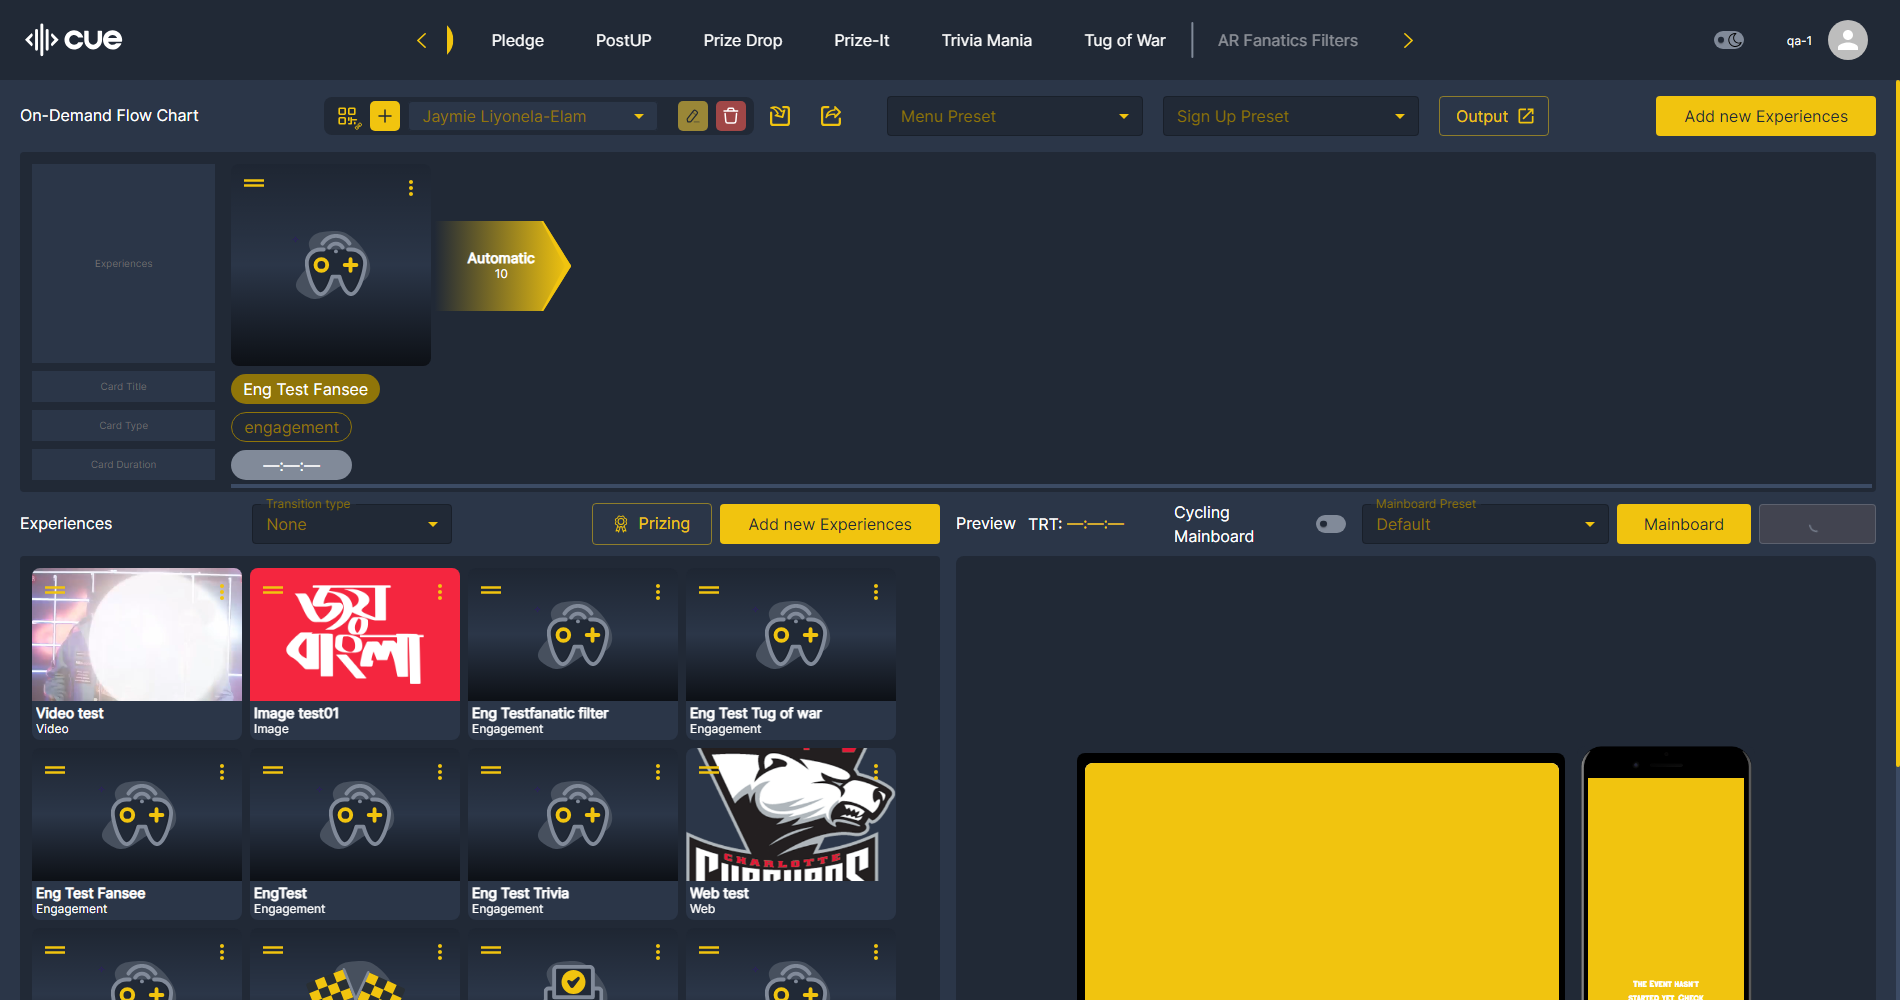 cue
Pledge
PostUP
Prize Drop
Prize-It
Trivia Mania
Tug of War
AR Fanatics Filters
qa-1
On-Demand Flow Chart
Jaymie Liyonela-Elam
Menu Preset
Sign Up Preset
Output
Add new Experiences
Experiences
Automatic
10
Card Title
Eng Test Fansee
Card Type
engagement
Card Duration
—:—:—
Experiences
Transition type
None
Prizing
Add new Experiences
Preview
TRT: —:—:—
Cycling
Mainboard
Mainboard Preset
Default
Mainboard
জয়
বাংলা
Video test
Video
Image test01
Image
Eng Testfanatic filter
Engagement
Eng Test Tug of war
Engagement
CHARLOTTE
Eng Test Fansee
Engagement
EngTest
Engagement
Eng Test Trivia
Engagement
Web test
Web
The Event hasn't
started yet. Check